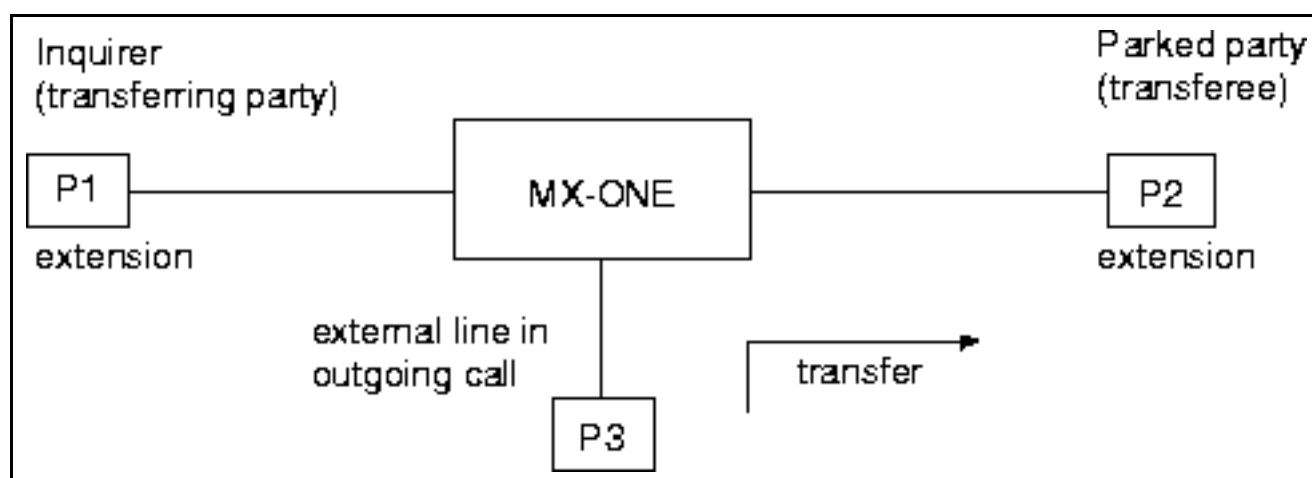 Inquirer
(transferring party)
Parked party
(transferee)
P1
MX-ONE
P2
extension
extension
external line in
outgoing call
transfer
P3